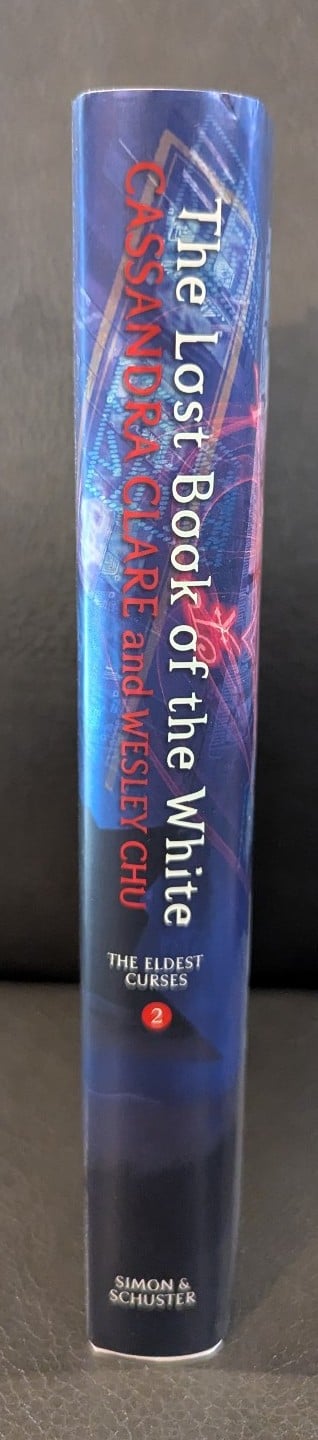 The Lost Book of the White
CASSANDRA CLARE and WESLEY CHU
THE ELDEST
CURSES
2
SIMON &
SCHUSTER